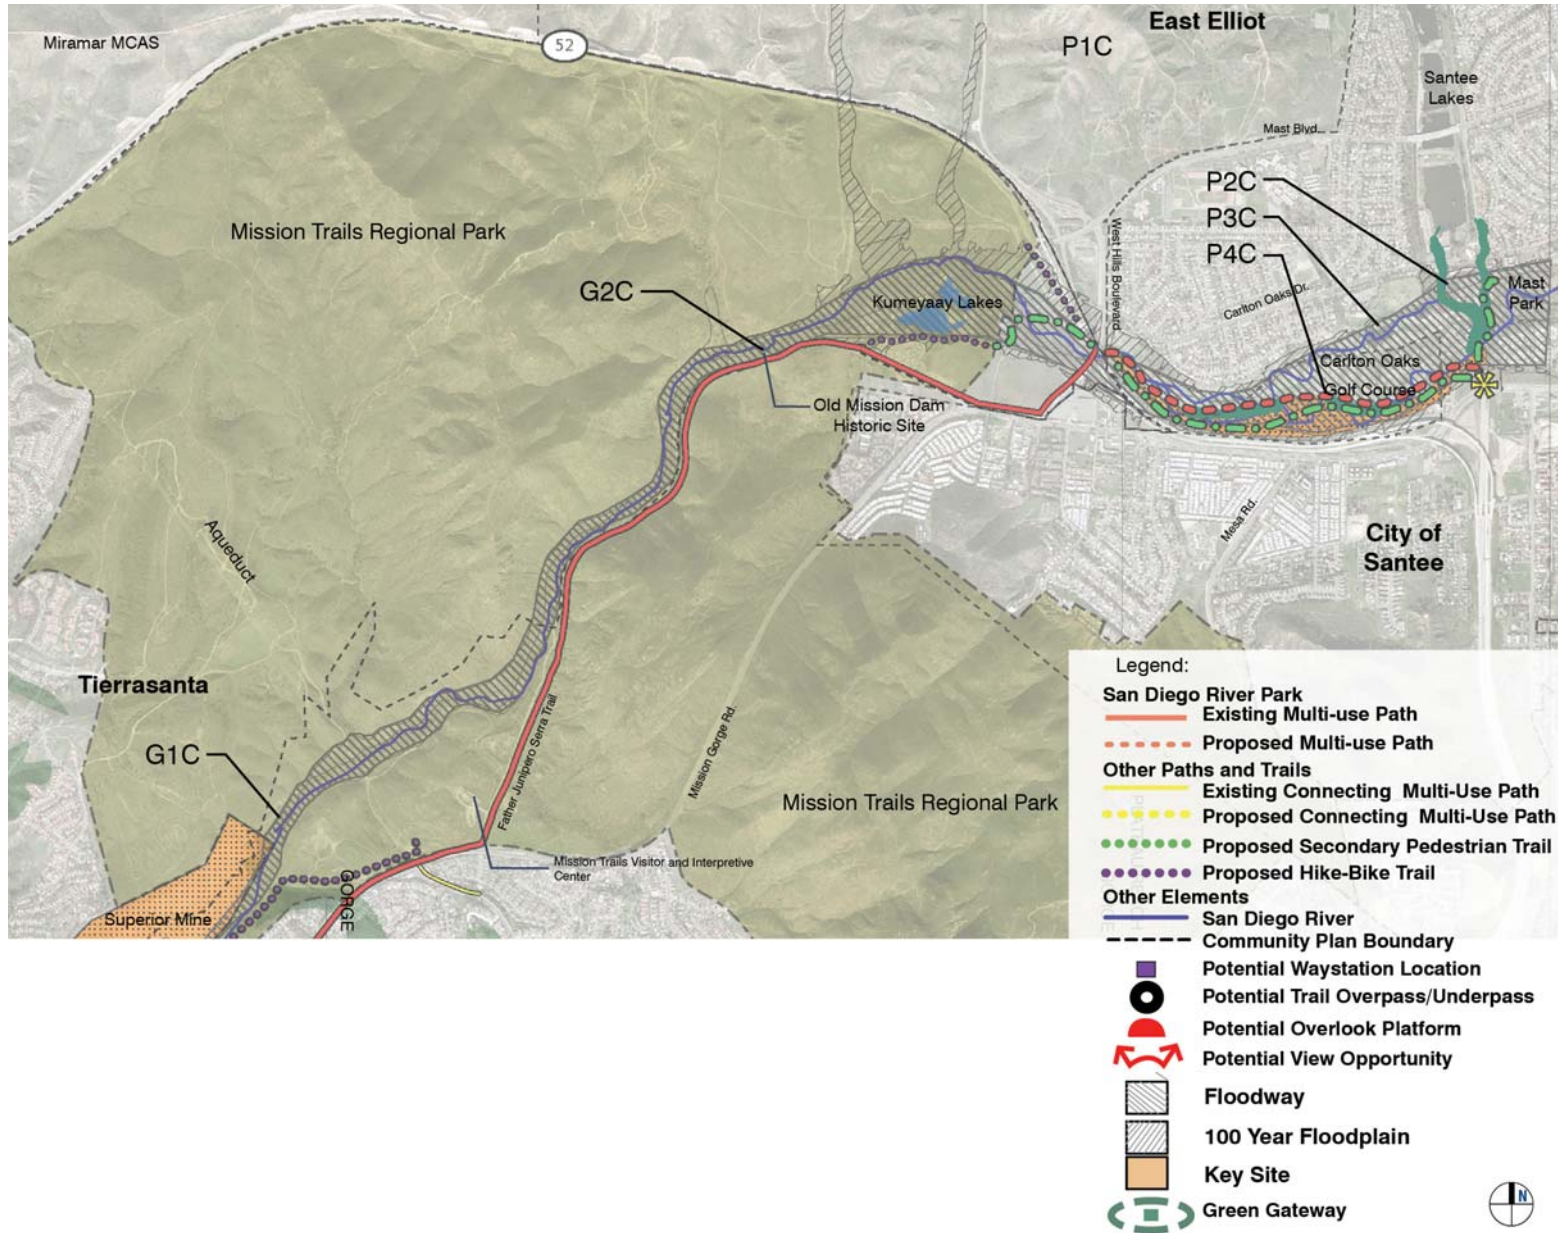 Miramar MCAS
52
East Elliot
P1C
Santee
Lakes
Mast Blvd.
P2C
P3C
P4C
Mission Trails Regional Park
West Hills Boulevard
G2C
Kumeyaay Lakes
Carlton Oaks Dr.
Mast
Park
Carlton Oaks
Golf Course
Old Mission Dam
Historic Site
Aqueduct
Mesa Rd.
City of
Santee
Tierrasanta
G1C
Father Junipero Serra Trail
Mission Gorge Rd.
Mission Trails Regional Park
Mission Trails Visitor and Interpretive
Center
GORGE
Superior Mine
Legend:
San Diego River Park
Existing Multi-use Path
Proposed Multi-use Path
Other Paths and Trails
Existing Connecting Multi-Use Path
Proposed Connecting Multi-Use Path
Proposed Secondary Pedestrian Trail
Proposed Hike-Bike Trail
Other Elements
San Diego River
Community Plan Boundary
Potential Waystation Location
Potential Trail Overpass/Underpass
Potential Overlook Platform
Potential View Opportunity
Floodway
100 Year Floodplain
Key Site
Green Gateway
N